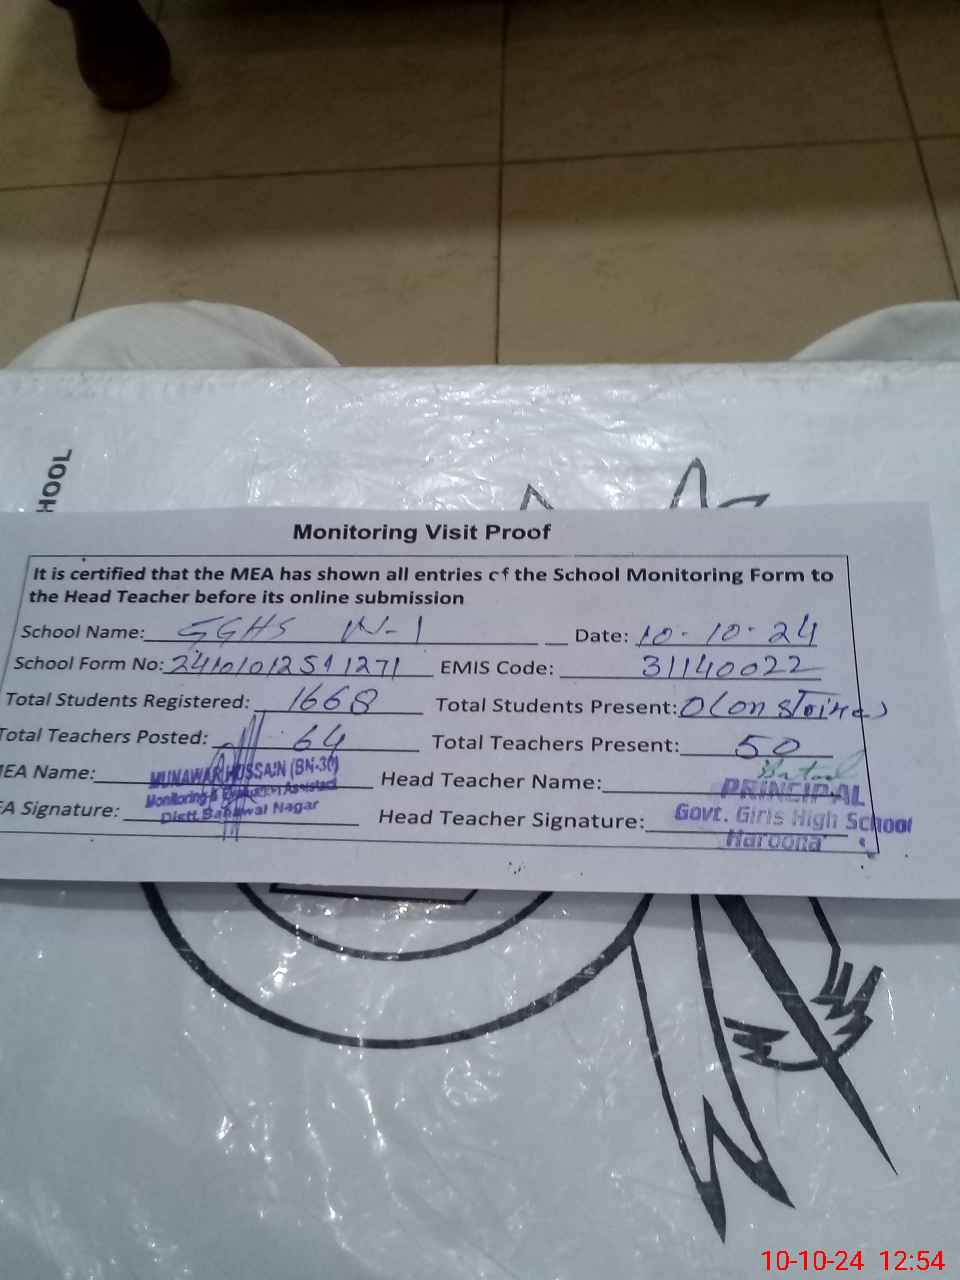 HOOL
Monitoring Visit Proof
It is certified that the MEA has shown all entries of the School Monitoring Form to
the Head Teacher before its online submission
School Name: GGHS N-1 Date: 10-10-24
School Form No: EMIS Code: 31140022
Total Students Registered: 1668 Total Students Present: 0(on
Total Teachers Posted: 64 Total Teachers Present: 50
MEA Name: MUNAWAR HUSSAIN (BN-30) Head Teacher Name: PRINCIPAL
Monitoring & Evaluation Assistant
EA Signature: Distt. Bahawal Nagar Head Teacher Signature: Govt. Girls High School
Haroona
10-10-24 12:54